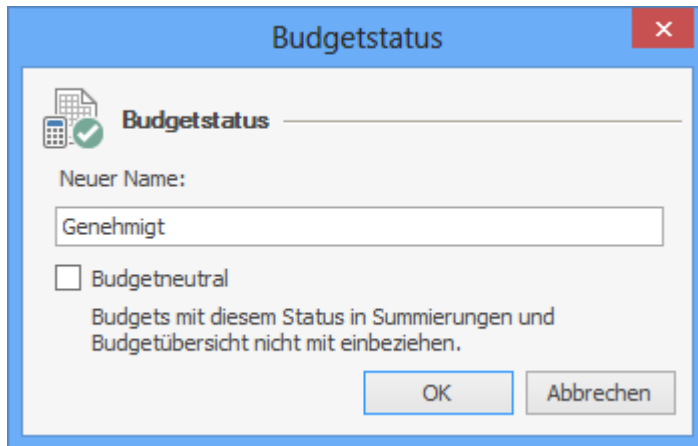 Budgetstatus
Budgetstatus
Neuer Name:
Genehmigt
Budgetneutral
Budgets mit diesem Status in Summierungen und
Budgetübersicht nicht mit einbeziehen.
OK Abbrechen